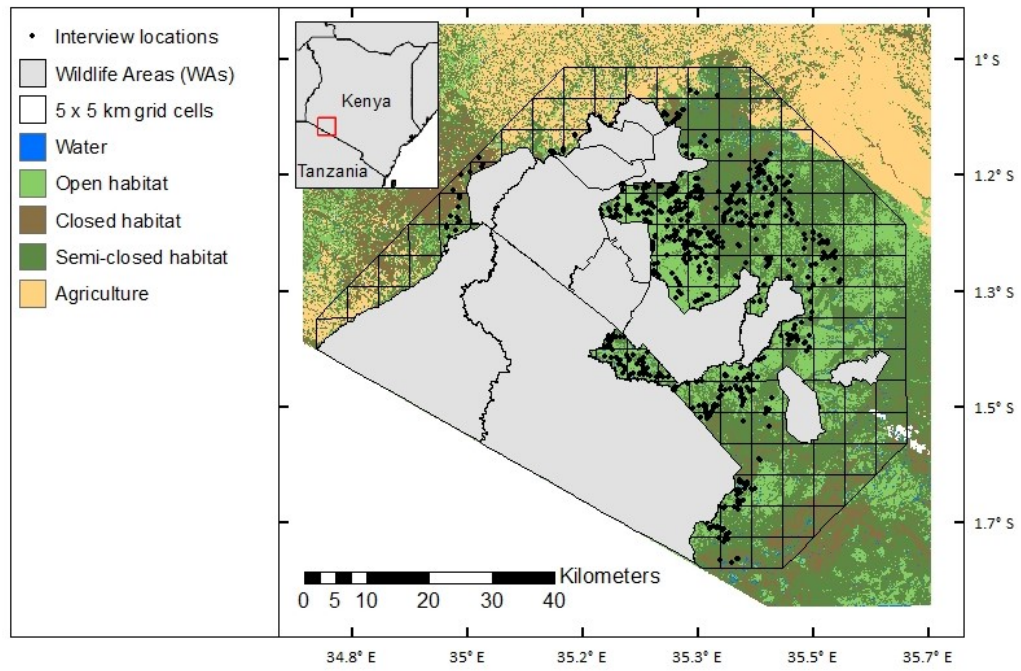 Interview locations
Wildlife Areas (WAs)
5 x 5 km grid cells
Water
Open habitat
Closed habitat
Semi-closed habitat
Agriculture
Kenya
Tanzania
1° S
1.2° S
1.3° S
1.5° S
1.7° S
Kilometers
0 5 10 20 30 40
34.8° E 35° E 35.2° E 35.3° E 35.5° E 35.7° E